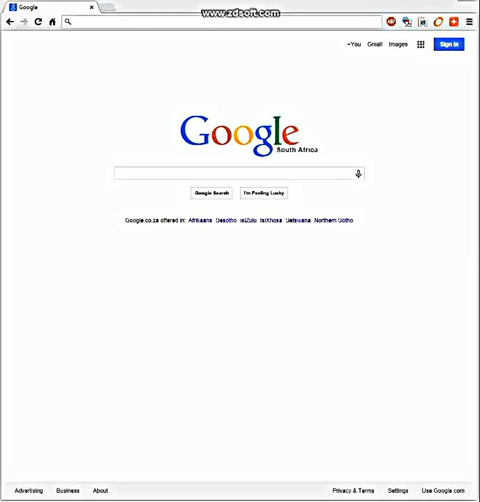 Google
www.zdsoft.com
+You Gmail Images Sign in
Google
South Africa
Google Search I'm Feeling Lucky
Google.co.za offered in: Afrikaans Sesotho isiZulu IsiXhosa Setswana Northern Sotho
Advertising Business About Privacy & Terms Settings Use Google.com